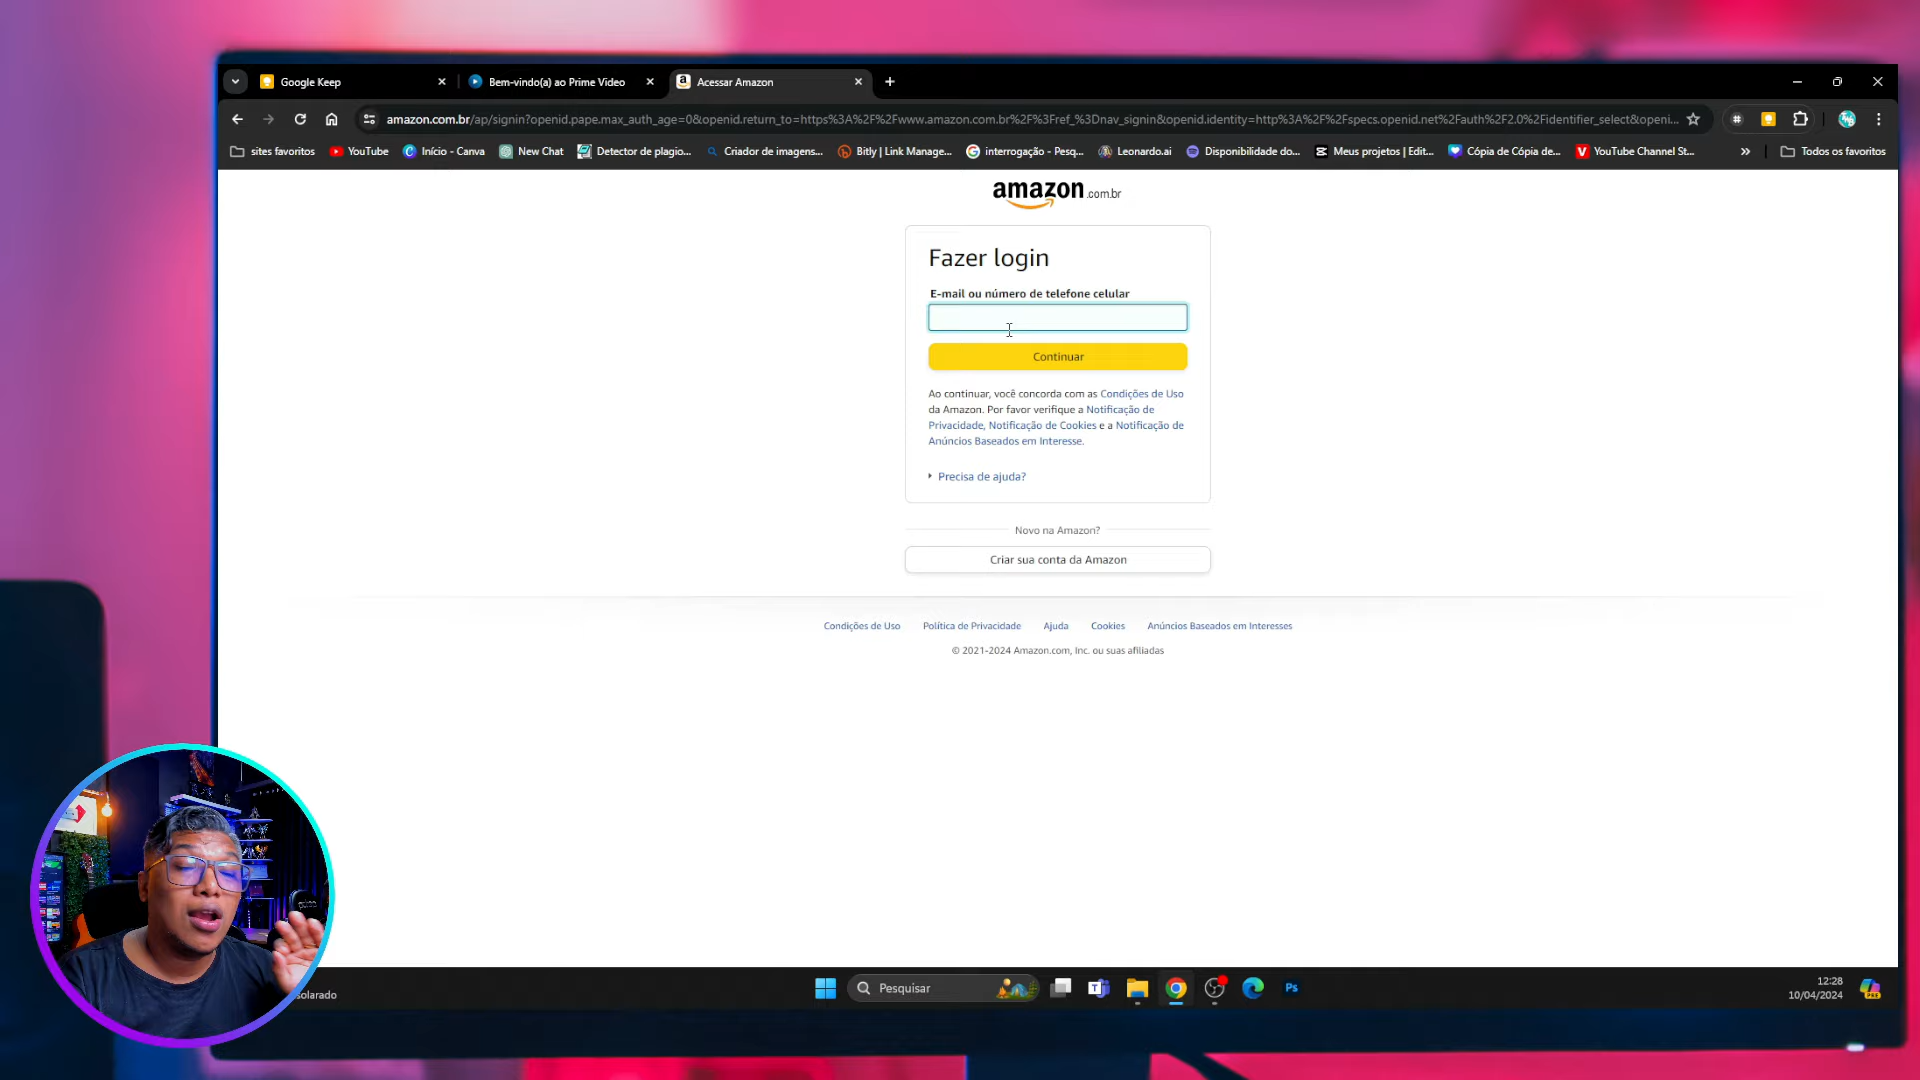 Google Keep
Bem-vindo(a) ao Prime Video
Acessar Amazon
amazon.com.br/ap/signin?openid.pape.max_auth_age=0&openid.return_to=https%3A%2F%2Fwww.amazon.com.br%2F%3Fref_%3Dnav_signin&openid.identity=http%3A%2F%2Fspecs.openid.net%2Fauth%2F2.0%2Fidentifier_select&openi...
sites favoritos
YouTube
Início - Canva
New Chat
Detector de plagio...
Criador de imagens...
Bitly | Link Manage...
interrogação - Pesq...
Leonardo.ai
Disponibilidade do...
Meus projetos | Edit...
Cópia de Cópia de...
YouTube Channel St...
»
Todos os favoritos
amazon.com.br
Fazer login
E-mail ou número de telefone celular
Continuar
Ao continuar, você concorda com as Condições de Uso
da Amazon. Por favor verifique a Notificação de
Privacidade, Notificação de Cookies e a Notificação de
Anúncios Baseados em Interesse.
Precisa de ajuda?
Novo na Amazon?
Criar sua conta da Amazon
Condições de Uso
Política de Privacidade
Ajuda
Cookies
Anúncios Baseados em Interesses
© 2021-2024 Amazon.com, Inc. ou suas afiliadas
solarado
Pesquisar
Ps
12:28
10/04/2024